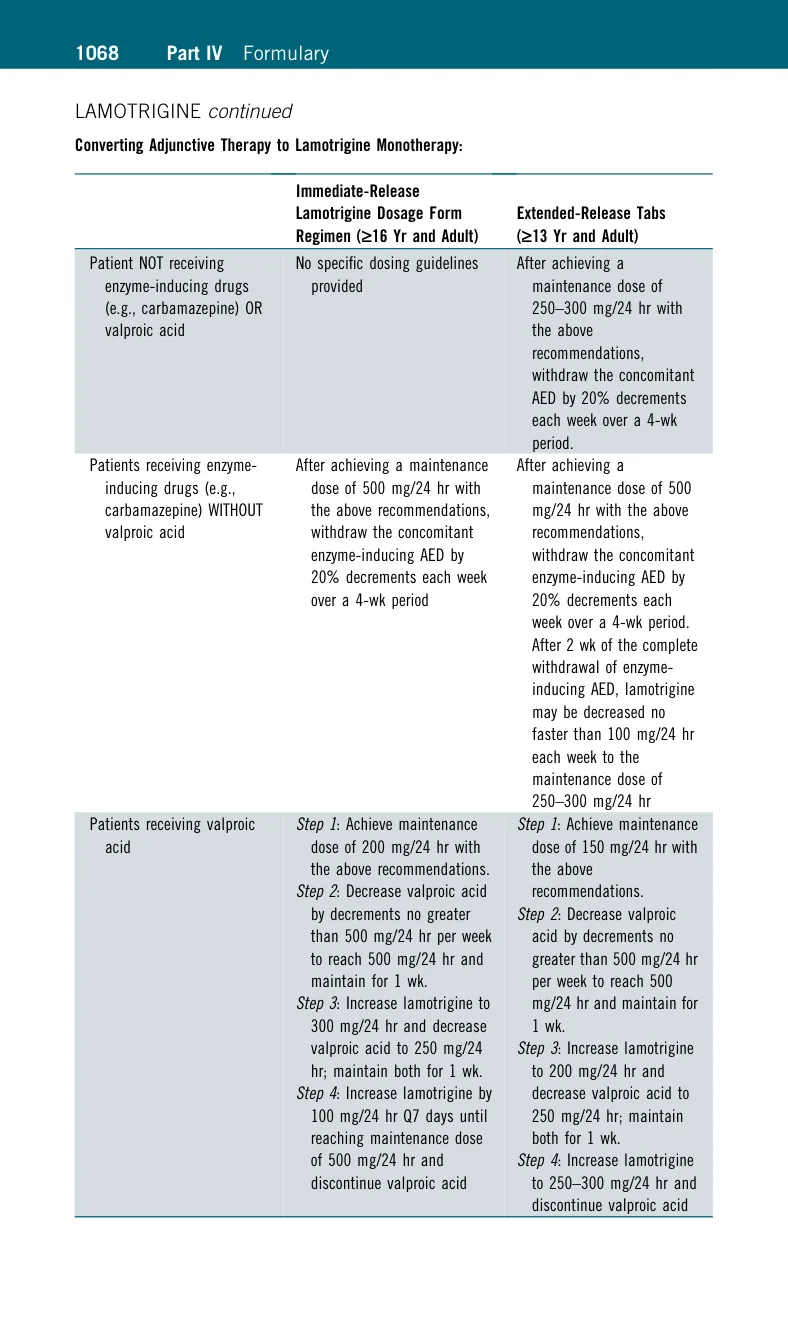 1068 Part IV Formulary
LAMOTRIGINE continued
Converting Adjunctive Therapy to Lamotrigine Monotherapy:
Immediate-Release
Lamotrigine Dosage Form
Regimen (≥16 Yr and Adult)
Extended-Release Tabs
(≥13 Yr and Adult)
Patient NOT receiving
enzyme-inducing drugs
(e.g., carbamazepine) OR
valproic acid
No specific dosing guidelines
provided
After achieving a
maintenance dose of
250–300 mg/24 hr with
the above
recommendations,
withdraw the concomitant
AED by 20% decrements
each week over a 4-wk
period.
Patients receiving enzyme-
inducing drugs (e.g.,
carbamazepine) WITHOUT
valproic acid
After achieving a maintenance
dose of 500 mg/24 hr with
the above recommendations,
withdraw the concomitant
enzyme-inducing AED by
20% decrements each week
over a 4-wk period
After achieving a
maintenance dose of 500
mg/24 hr with the above
recommendations,
withdraw the concomitant
enzyme-inducing AED by
20% decrements each
week over a 4-wk period.
After 2 wk of the complete
withdrawal of enzyme-
inducing AED, lamotrigine
may be decreased no
faster than 100 mg/24 hr
each week to the
maintenance dose of
250–300 mg/24 hr
Patients receiving valproic
acid
Step 1: Achieve maintenance
dose of 200 mg/24 hr with
the above recommendations.
Step 2: Decrease valproic acid
by decrements no greater
than 500 mg/24 hr per week
to reach 500 mg/24 hr and
maintain for 1 wk.
Step 3: Increase lamotrigine to
300 mg/24 hr and decrease
valproic acid to 250 mg/24
hr; maintain both for 1 wk.
Step 4: Increase lamotrigine by
100 mg/24 hr Q7 days until
reaching maintenance dose
of 500 mg/24 hr and
discontinue valproic acid
Step 1: Achieve maintenance
dose of 150 mg/24 hr with
the above
recommendations.
Step 2: Decrease valproic
acid by decrements no
greater than 500 mg/24 hr
per week to reach 500
mg/24 hr and maintain for
1 wk.
Step 3: Increase lamotrigine
to 200 mg/24 hr and
decrease valproic acid to
250 mg/24 hr; maintain
both for 1 wk.
Step 4: Increase lamotrigine
to 250–300 mg/24 hr and
discontinue valproic acid